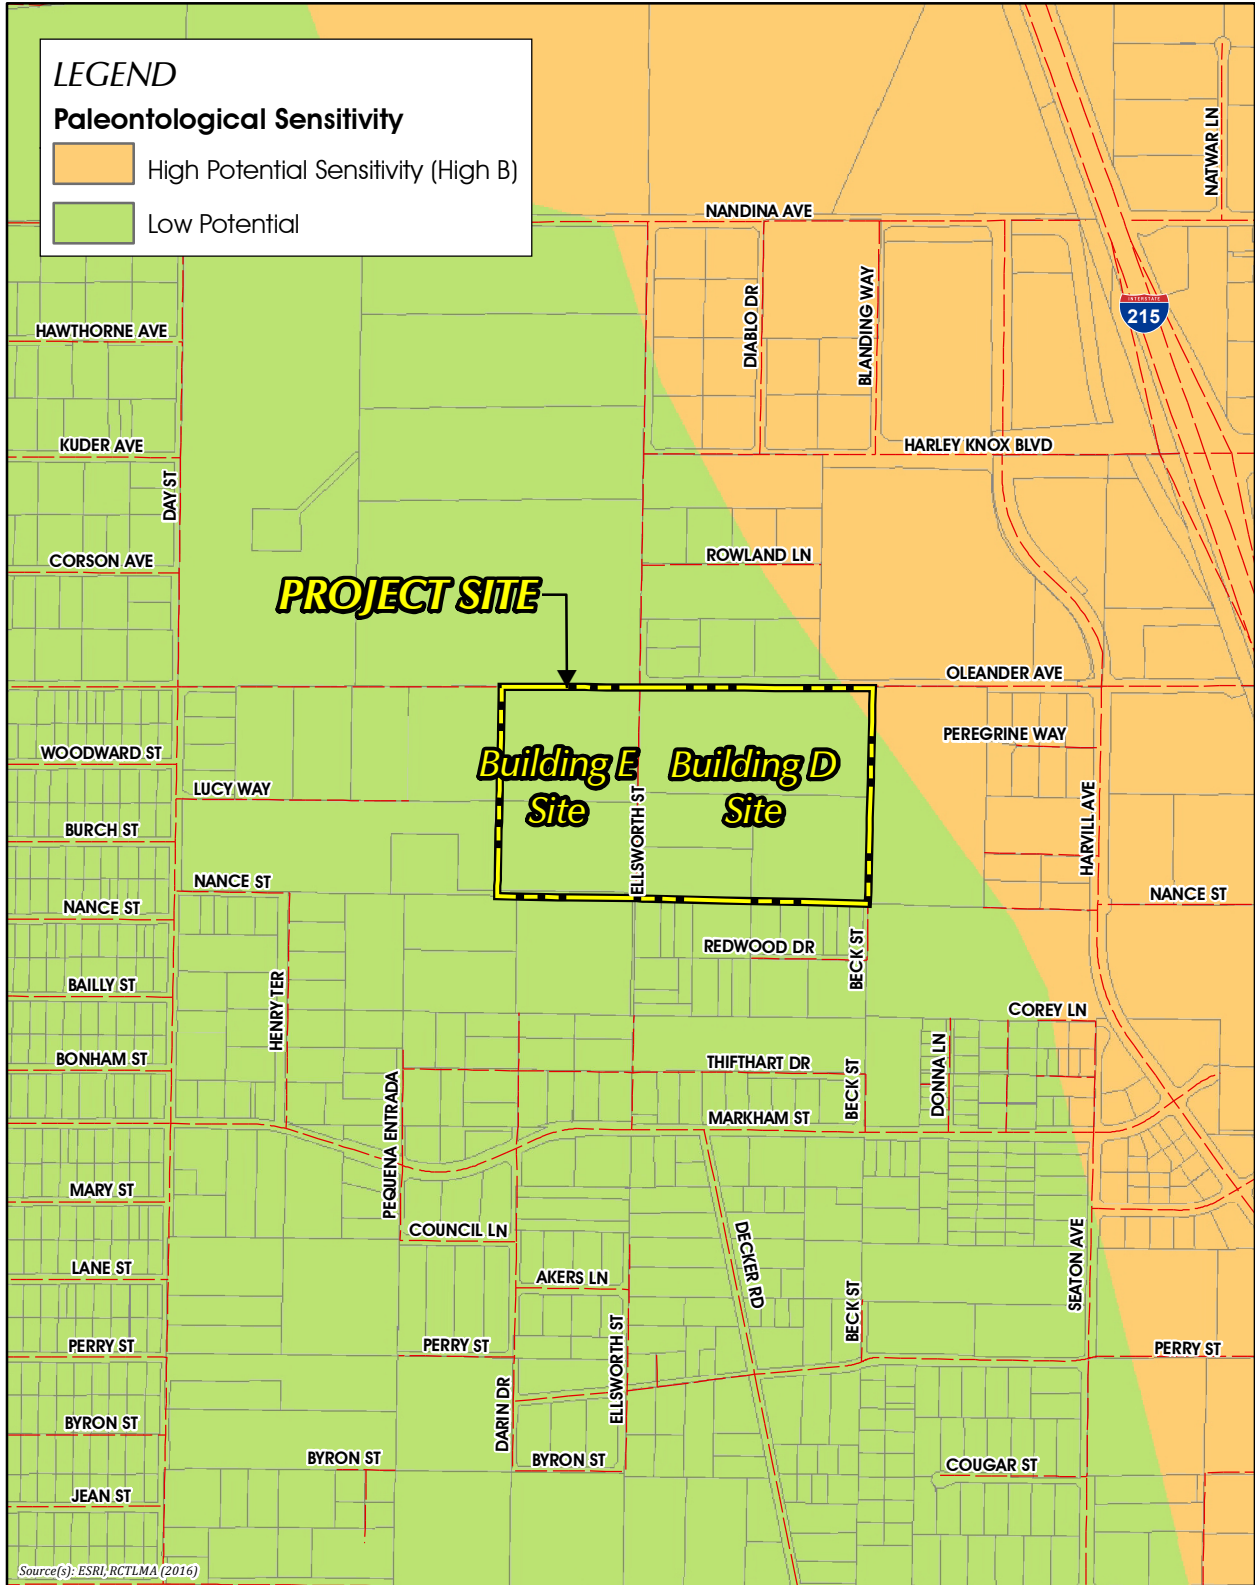 LEGEND
Paleontological Sensitivity
High Potential Sensitivity (High B)
Low Potential
NATWAR LN
NANDINA AVE
INTERSTATE
215
DIABLO DR
BLANDING WAY
HAWTHORNE AVE
KUDER AVE
HARLEY KNOX BLVD
DAY ST
CORSON AVE
ROWLAND LN
PROJECT SITE
OLEANDER AVE
PEREGRINE WAY
WOODWARD ST
Building E
Site
Building D
Site
LUCY WAY
ELLSWORTH ST
HARVILL AVE
BURCH ST
NANCE ST
NANCE ST
NANCE ST
REDWOOD DR
BECK ST
BAILLY ST
HENRY TER
COREY LN
BONHAM ST
THIFTHART DR
BECK ST
DONNA LN
PEQUENA ENTRADA
MARKHAM ST
MARY ST
COUNCIL LN
DECKER RD
SEATON AVE
LANE ST
AKERS LN
BECK ST
PERRY ST
PERRY ST
ELLSWORTH ST
PERRY ST
DARIN DR
BYRON ST
BYRON ST
BYRON ST
COUGAR ST
JEAN ST
Source(s): ESRI, RCTLMA (2016)